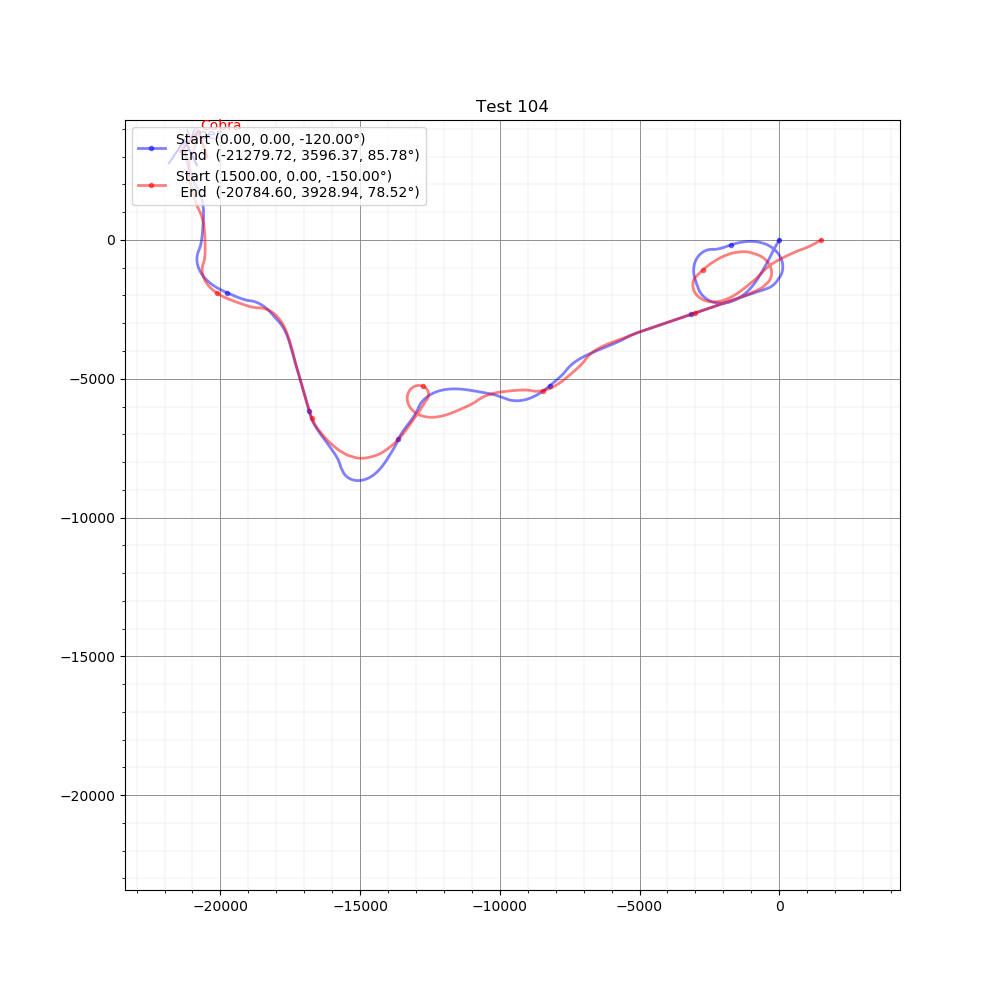 Test 104
Cobra
Start (0.00, 0.00, -120.00°)
End (-21279.72, 3596.37, 85.78°)
Start (1500.00, 0.00, -150.00°)
End (-20784.60, 3928.94, 78.52°)
0
−5000
−10000
−15000
−20000
−20000 −15000 −10000 −5000 0